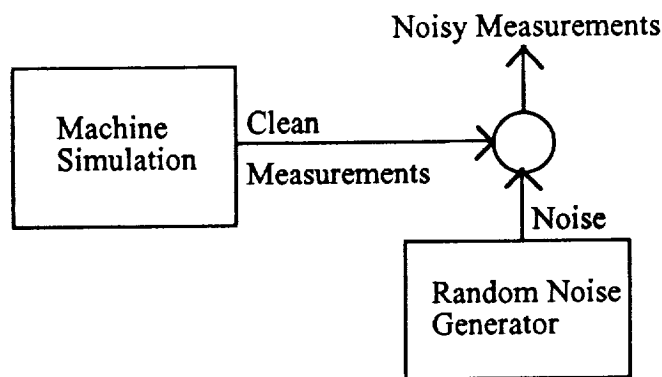 Noisy Measurements
Machine
Simulation
Clean
Measurements
Noise
Random Noise
Generator